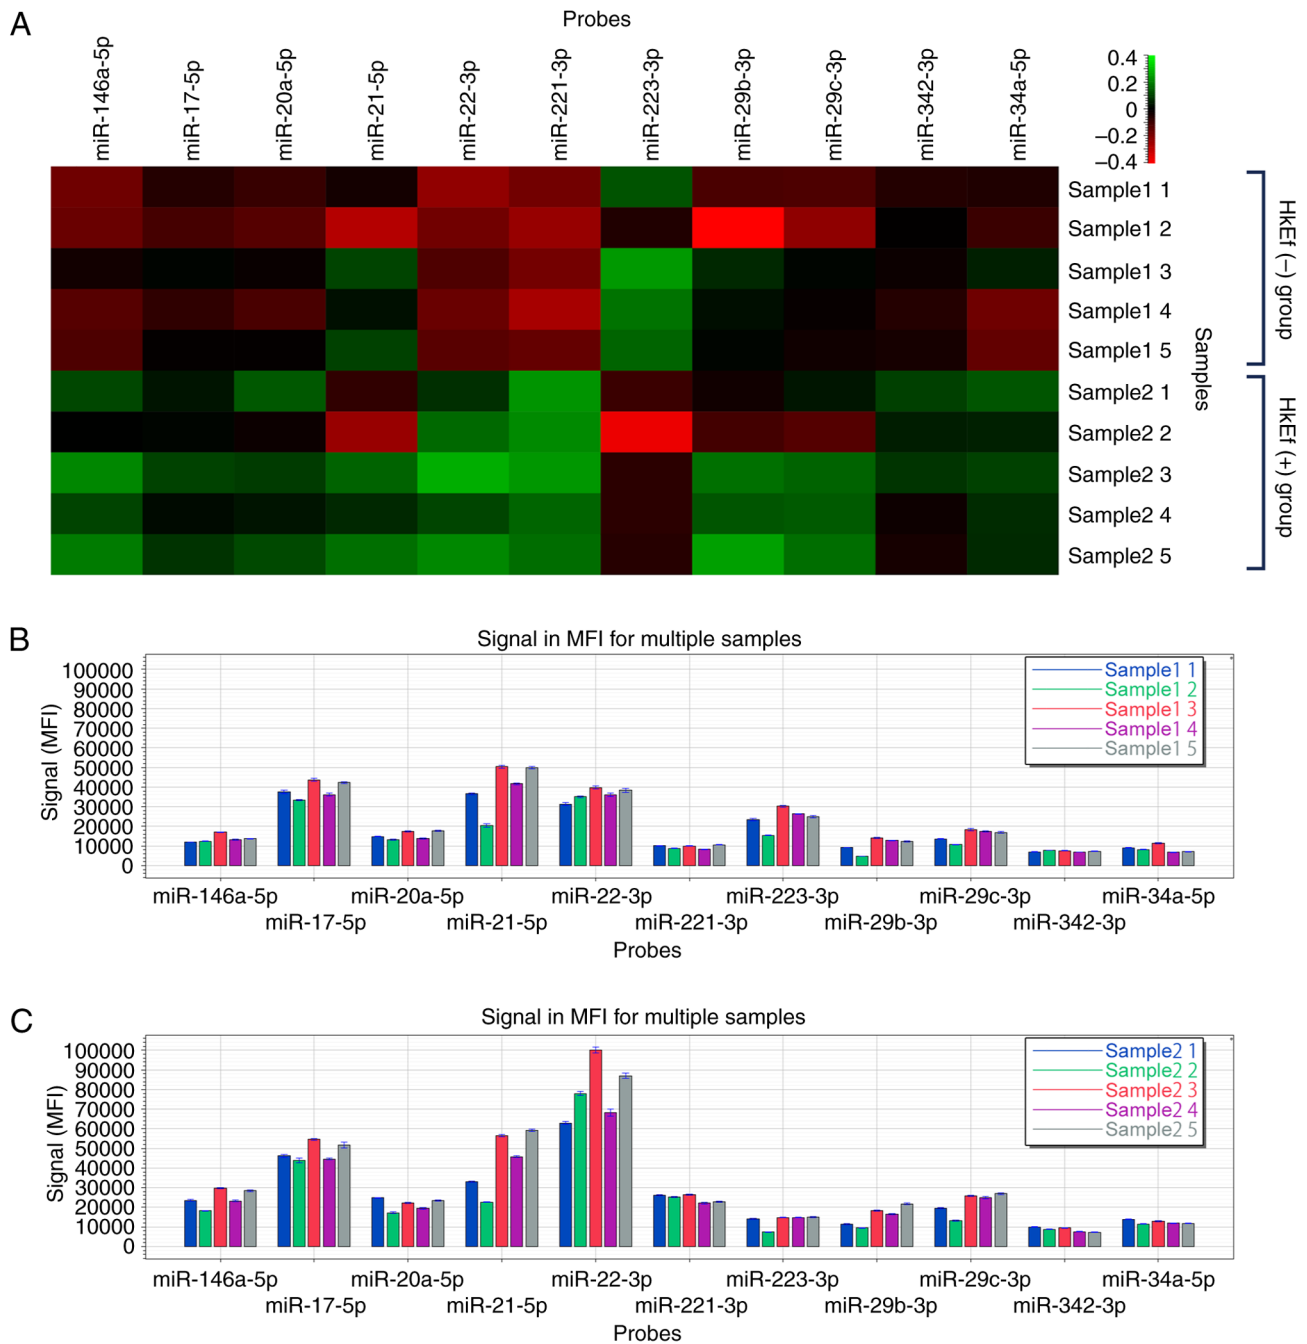 A
Probes
miR-146a-5p
miR-17-5p
miR-20a-5p
miR-21-5p
miR-22-3p
miR-221-3p
miR-223-3p
miR-29b-3p
miR-29c-3p
miR-342-3p
miR-34a-5p
0.4
0.2
0
−0.2
−0.4
Sample1 1
Sample1 2
Sample1 3
Sample1 4
Sample1 5
Sample2 1
Sample2 2
Sample2 3
Sample2 4
Sample2 5
Samples
HkEf (−) group
HkEf (+) group
B
Signal in MFI for multiple samples
Signal (MFI)
100000
90000
80000
70000
60000
50000
40000
30000
20000
10000
0
Sample1 1
Sample1 2
Sample1 3
Sample1 4
Sample1 5
miR-146a-5p
miR-17-5p
miR-20a-5p
miR-21-5p
miR-22-3p
miR-221-3p
miR-223-3p
miR-29b-3p
miR-29c-3p
miR-342-3p
miR-34a-5p
Probes
C
Signal in MFI for multiple samples
Signal (MFI)
100000
90000
80000
70000
60000
50000
40000
30000
20000
10000
0
Sample2 1
Sample2 2
Sample2 3
Sample2 4
Sample2 5
miR-146a-5p
miR-17-5p
miR-20a-5p
miR-21-5p
miR-22-3p
miR-221-3p
miR-223-3p
miR-29b-3p
miR-29c-3p
miR-342-3p
miR-34a-5p
Probes